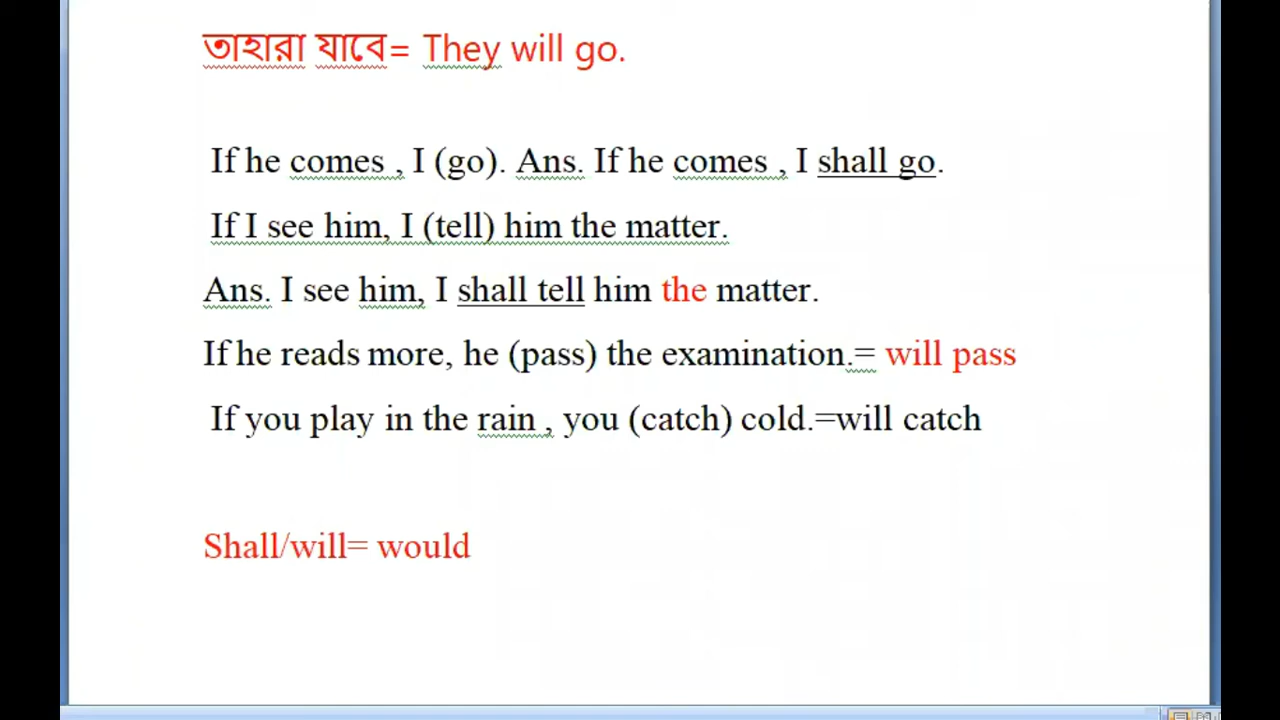 তাহারা যাবে= They will go.
If he comes , I (go). Ans. If he comes , I shall go.
If I see him, I (tell) him the matter.
Ans. I see him, I shall tell him the matter.
If he reads more, he (pass) the examination.= will pass
If you play in the rain , you (catch) cold.=will catch
Shall/will= would